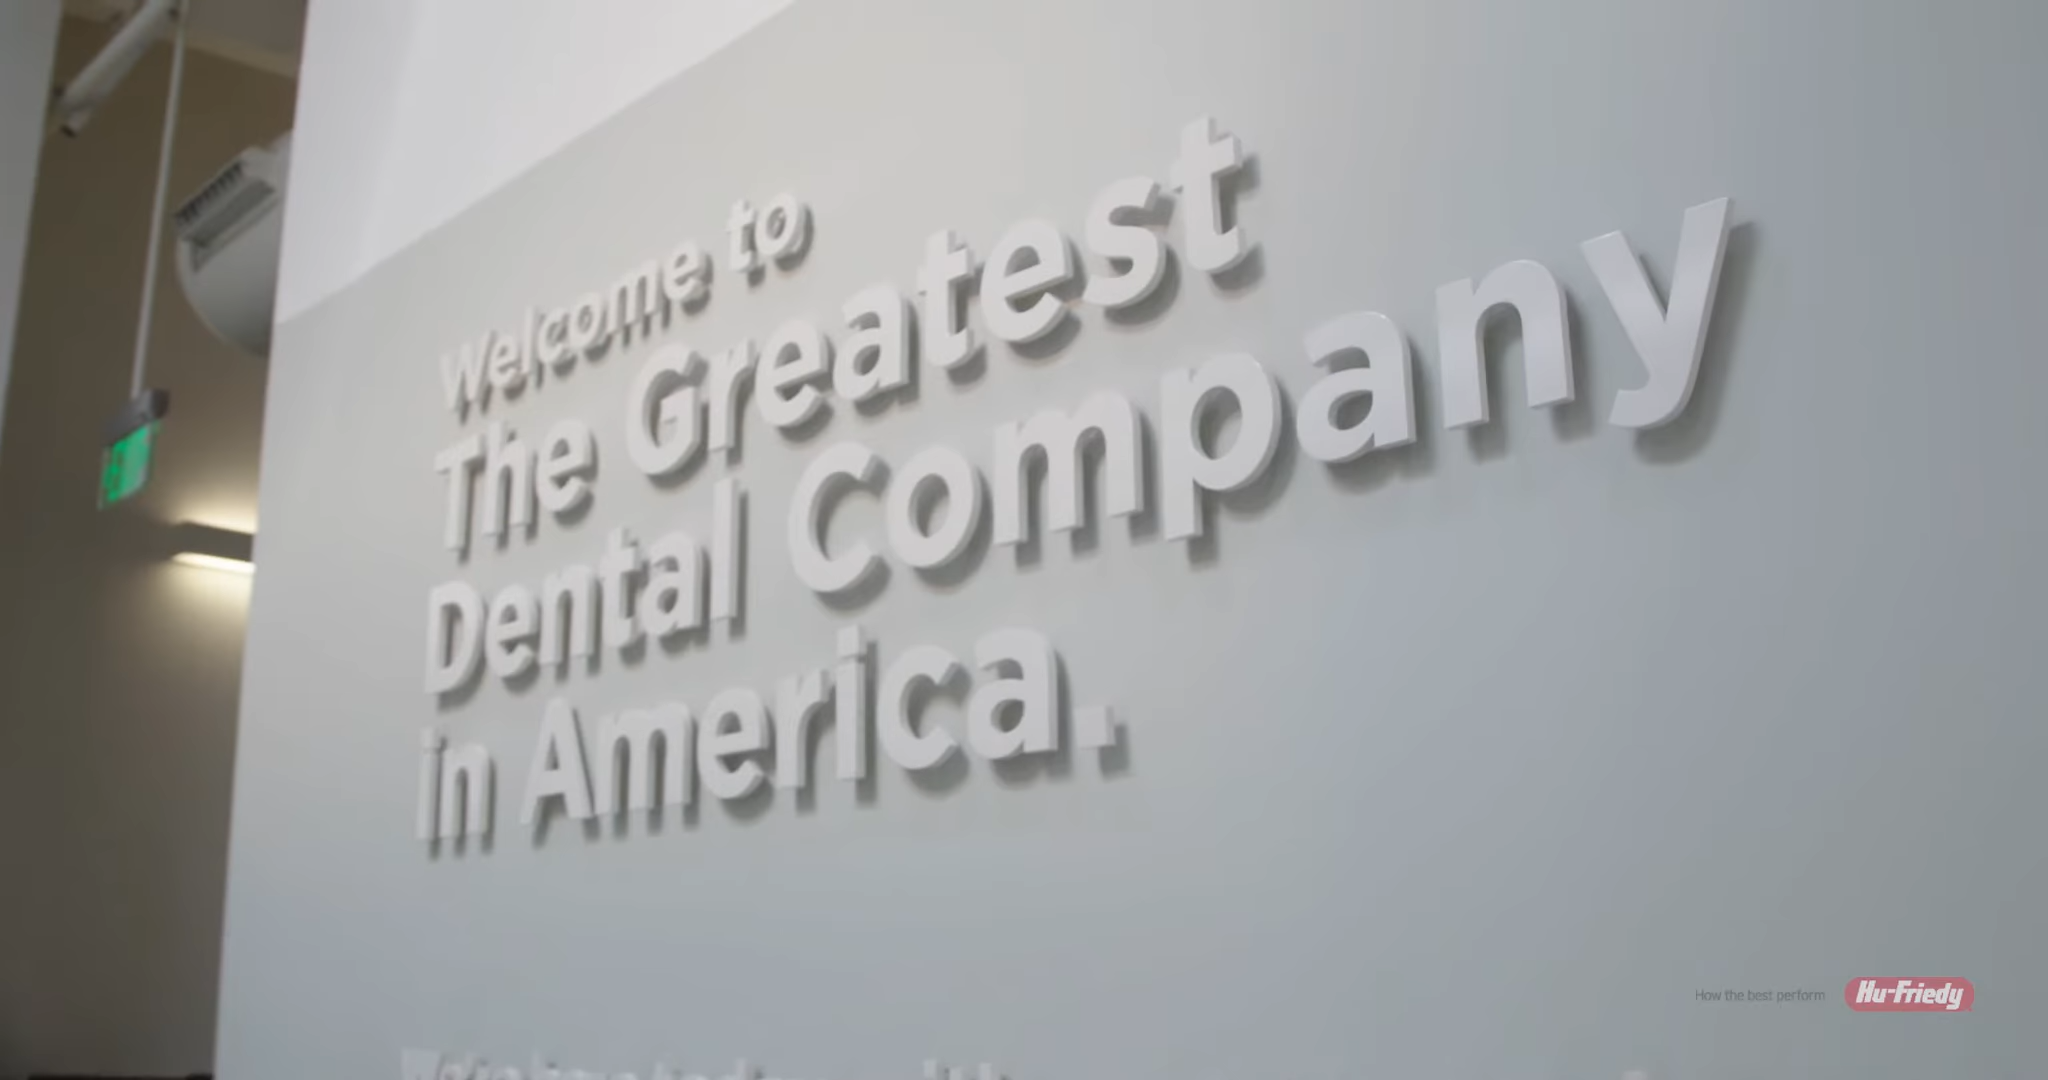 Welcome to
The Greatest
Dental Company
in America.
How the best perform
Hu-Friedy